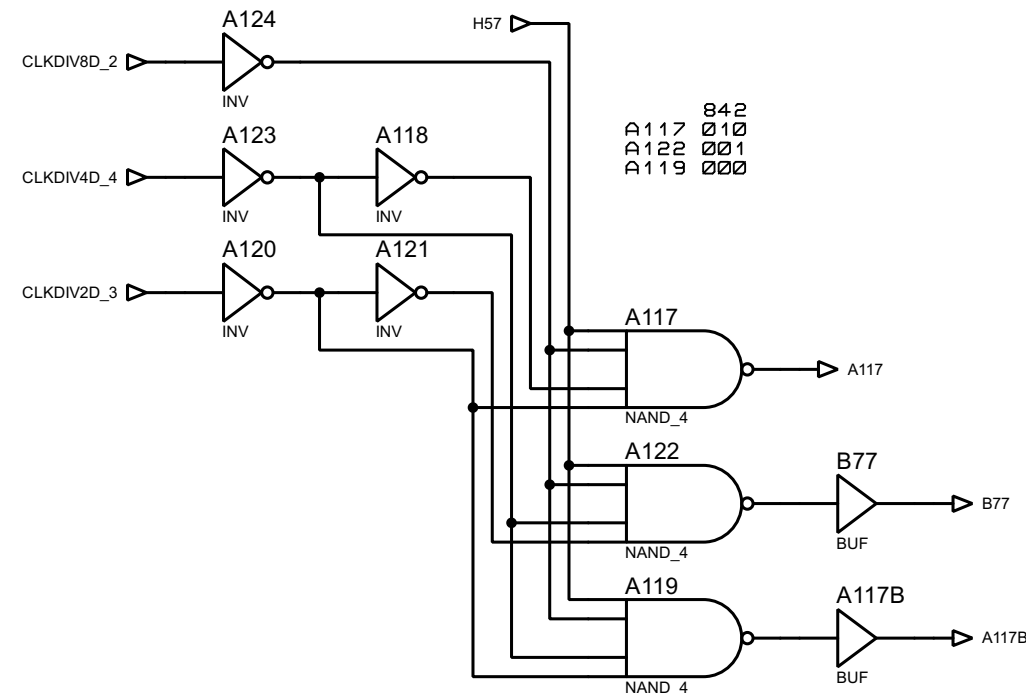 A124
H57
CLKDIV8D_2
INV
842
A117 010
A122 001
A119 000
A123
A118
CLKDIV4D_4
INV
INV
A120
A121
CLKDIV2D_3
INV
INV
A117
A117
NAND_4
A122
B77
B77
NAND_4
BUF
A119
A117B
A117B
NAND_4
BUF